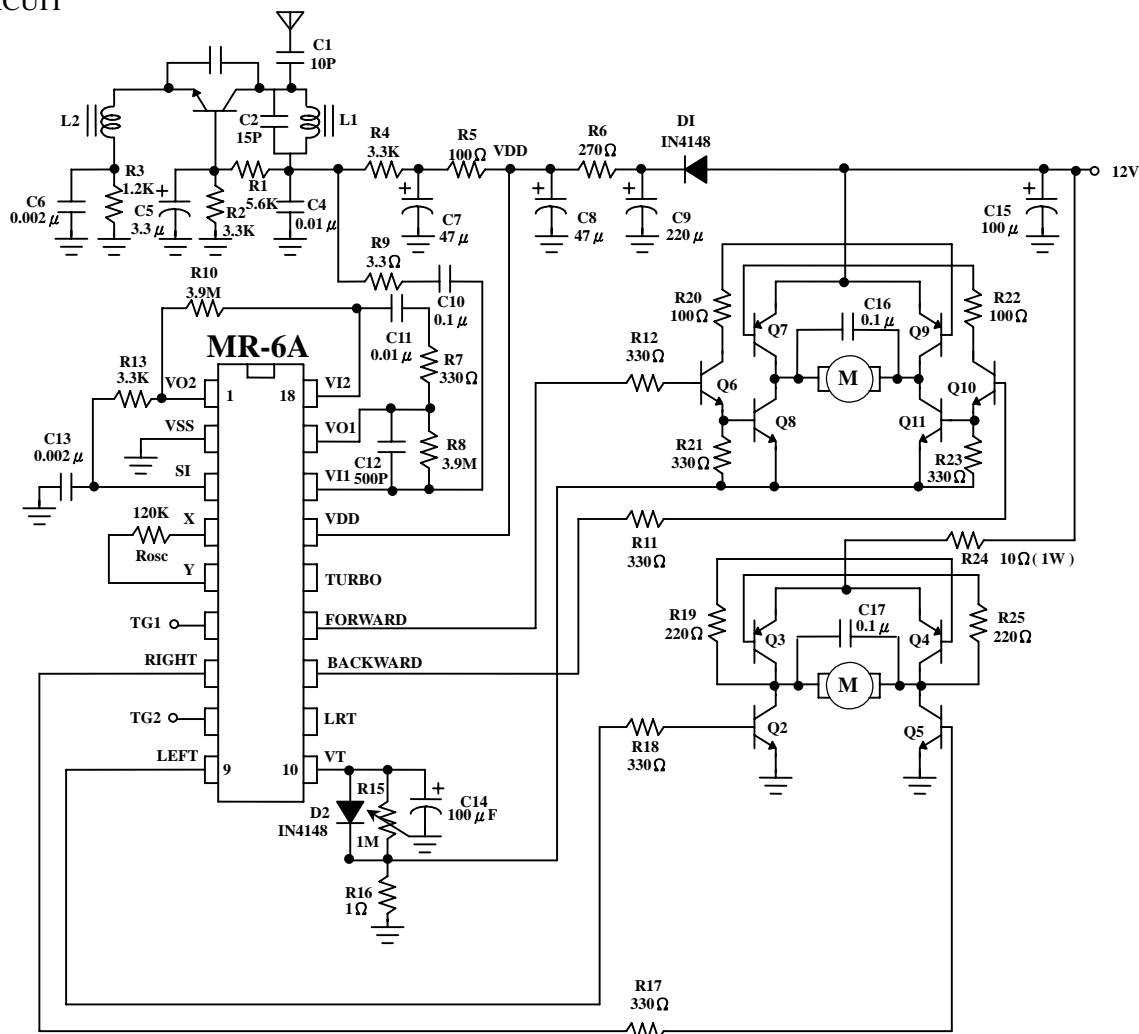 CUIT
C1
10P
L2
C2
15P
L1
R4
3.3K
R5
100Ω
VDD
R6
270Ω
DI
IN4148
12V
R3
1.2K
C6
0.002μ
C5
3.3μ
R1
5.6K
R2
3.3K
C4
0.01μ
C7
47μ
C8
47μ
C9
220μ
C15
100μ
R9
3.3Ω
C10
0.1μ
R10
3.9M
C11
0.01μ
R7
330Ω
R13
3.3K
MR-6A
VO2
1
18
VI2
VSS
VO1
C13
0.002μ
SI
VI1
C12
500P
R8
3.9M
120K
Rosc
X
VDD
Y
TURBO
TG1
FORWARD
RIGHT
BACKWARD
TG2
LRT
LEFT
9
10
VT
D2
IN4148
R15
1M
C14
100μF
R16
1Ω
R12
330Ω
R20
100Ω
R22
100Ω
Q7
C16
0.1μ
Q9
M
Q6
Q10
Q8
Q11
R21
330Ω
R23
330Ω
R11
330Ω
R24
10Ω(1W)
R19
220Ω
C17
0.1μ
R25
220Ω
Q3
Q4
M
R18
330Ω
Q2
Q5
R17
330Ω